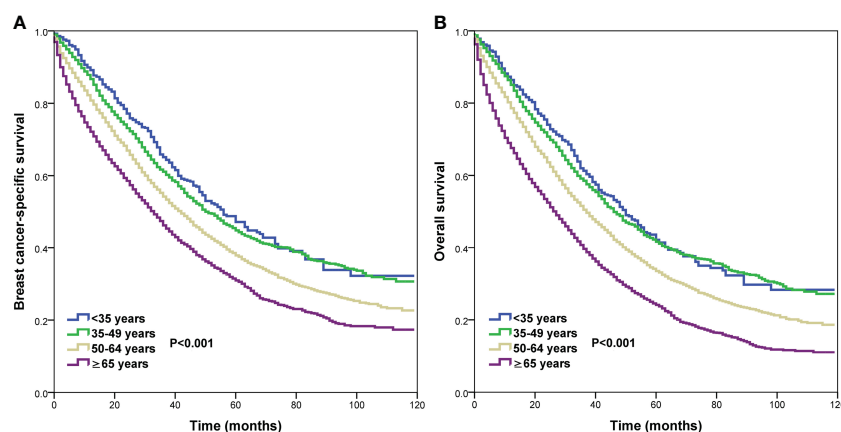 A
Breast cancer-specific survival
1.0
0.8
0.6
0.4
0.2
0.0
<35 years
35-49 years
50-64 years
≥65 years
P<0.001
0 20 40 60 80 100 120
Time (months)
B
Overall survival
1.0
0.8
0.6
0.4
0.2
0.0
<35 years
35-49 years
50-64 years
≥65 years
P<0.001
0 20 40 60 80 100 120
Time (months)